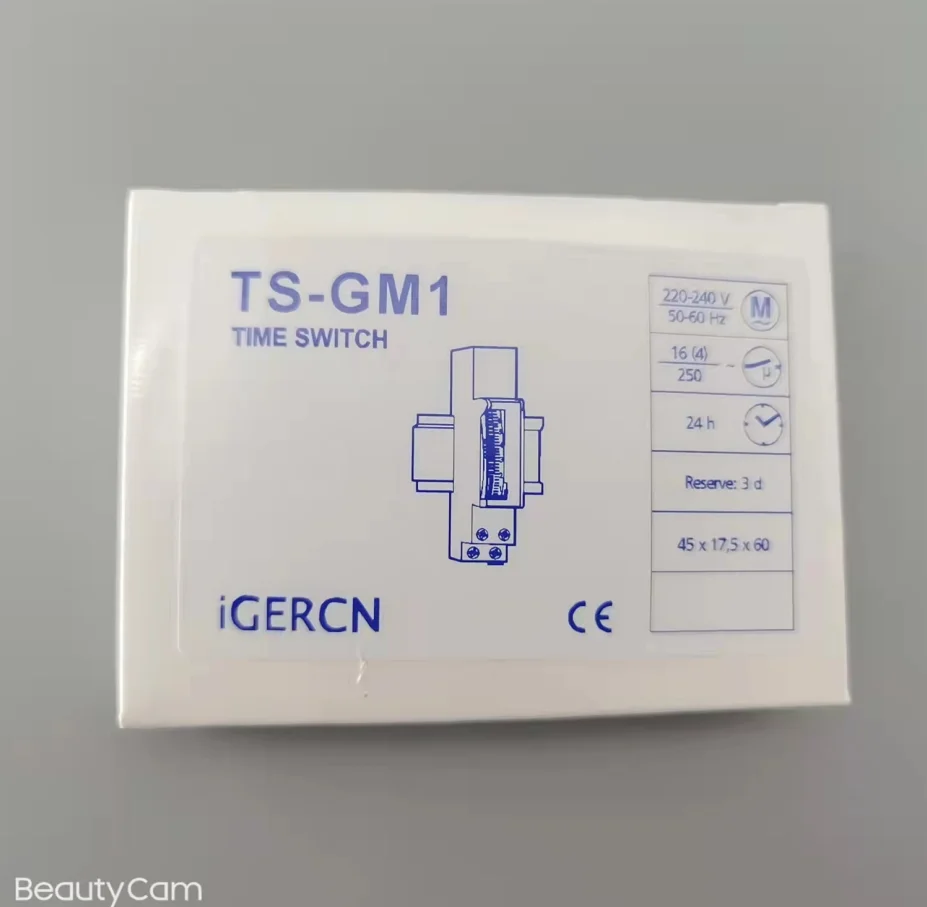 TS-GM1
TIME SWITCH
220-240 V
50-60 Hz
M
16 (4)
250
~
μ
24 h
Reserve: 3 d
45 x 17,5 x 60
iGERCN
CE
BeautyCam